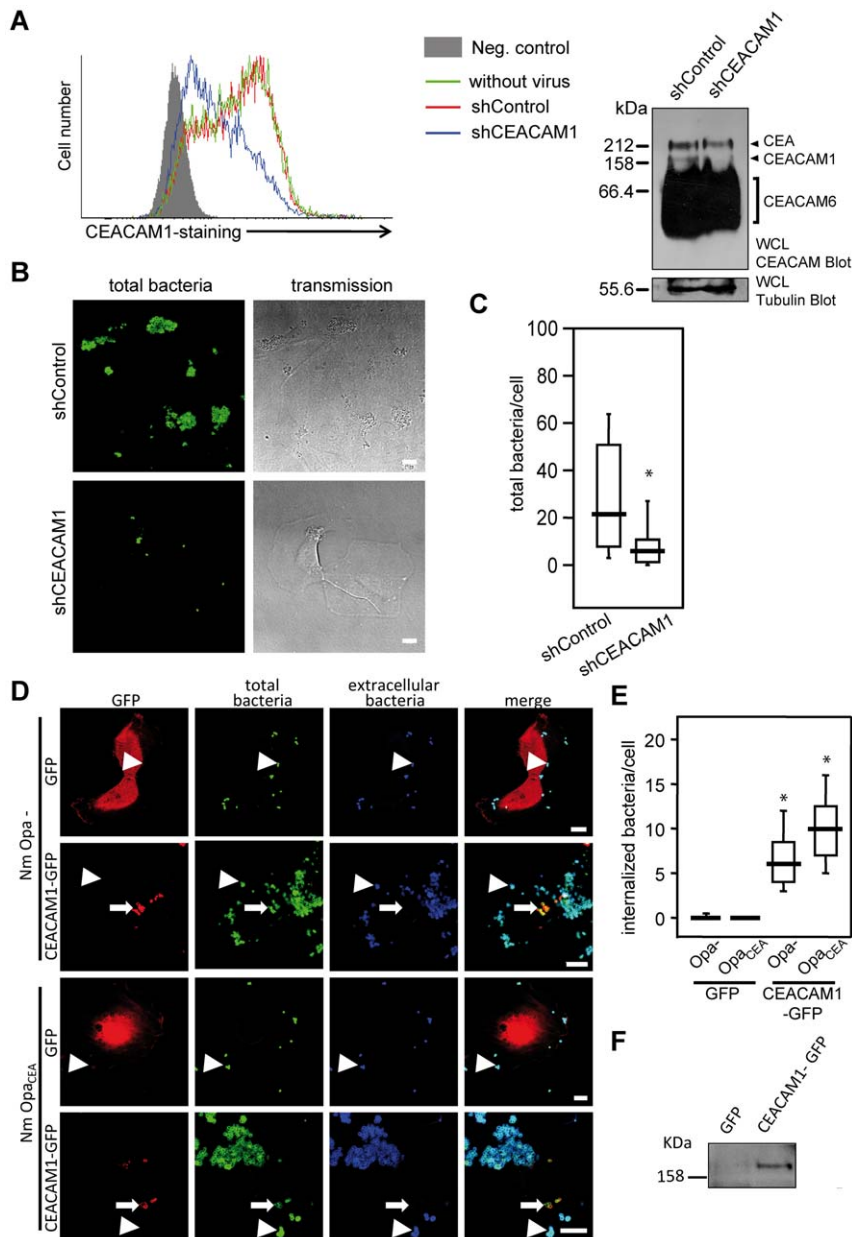 A
Cell number
CEACAM1-staining
Neg. control
without virus
shControl
shCEACAM1
shControl
shCEACAM1
kDa
212
158
66.4
CEA
CEACAM1
CEACAM6
WCL
CEACAM Blot
55.6
WCL
Tubulin Blot
B
total bacteria
transmission
shControl
shCEACAM1
C
total bacteria/cell
100
80
60
40
20
0
*
shControl
shCEACAM1
D
GFP
total
bacteria
extracellular
bacteria
merge
Nm Opa -
GFP
CEACAM1-GFP
Nm OpaCEA
GFP
CEACAM1-GFP
E
internalized bacteria/cell
20
15
10
5
0
*
*
Opa-
OpaCEA
Opa-
OpaCEA
GFP
CEACAM1
-GFP
F
GFP
CEACAM1- GFP
KDa
158